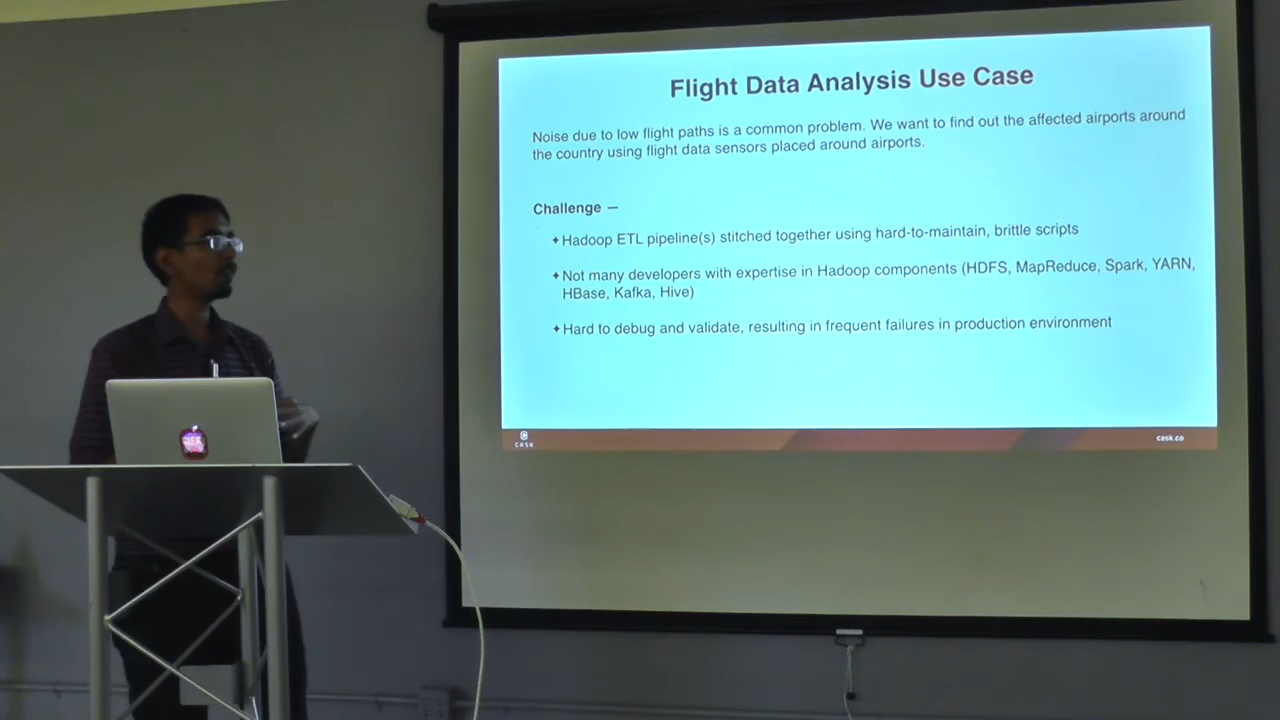 Flight Data Analysis Use Case
Noise due to low flight paths is a common problem. We want to find out the affected airports around
the country using flight data sensors placed around airports.
Challenge —
✦Hadoop ETL pipeline(s) stitched together using hard-to-maintain, brittle scripts
✦Not many developers with expertise in Hadoop components (HDFS, MapReduce, Spark, YARN,
HBase, Kafka, Hive)
✦Hard to debug and validate, resulting in frequent failures in production environment
CASK
cask.co